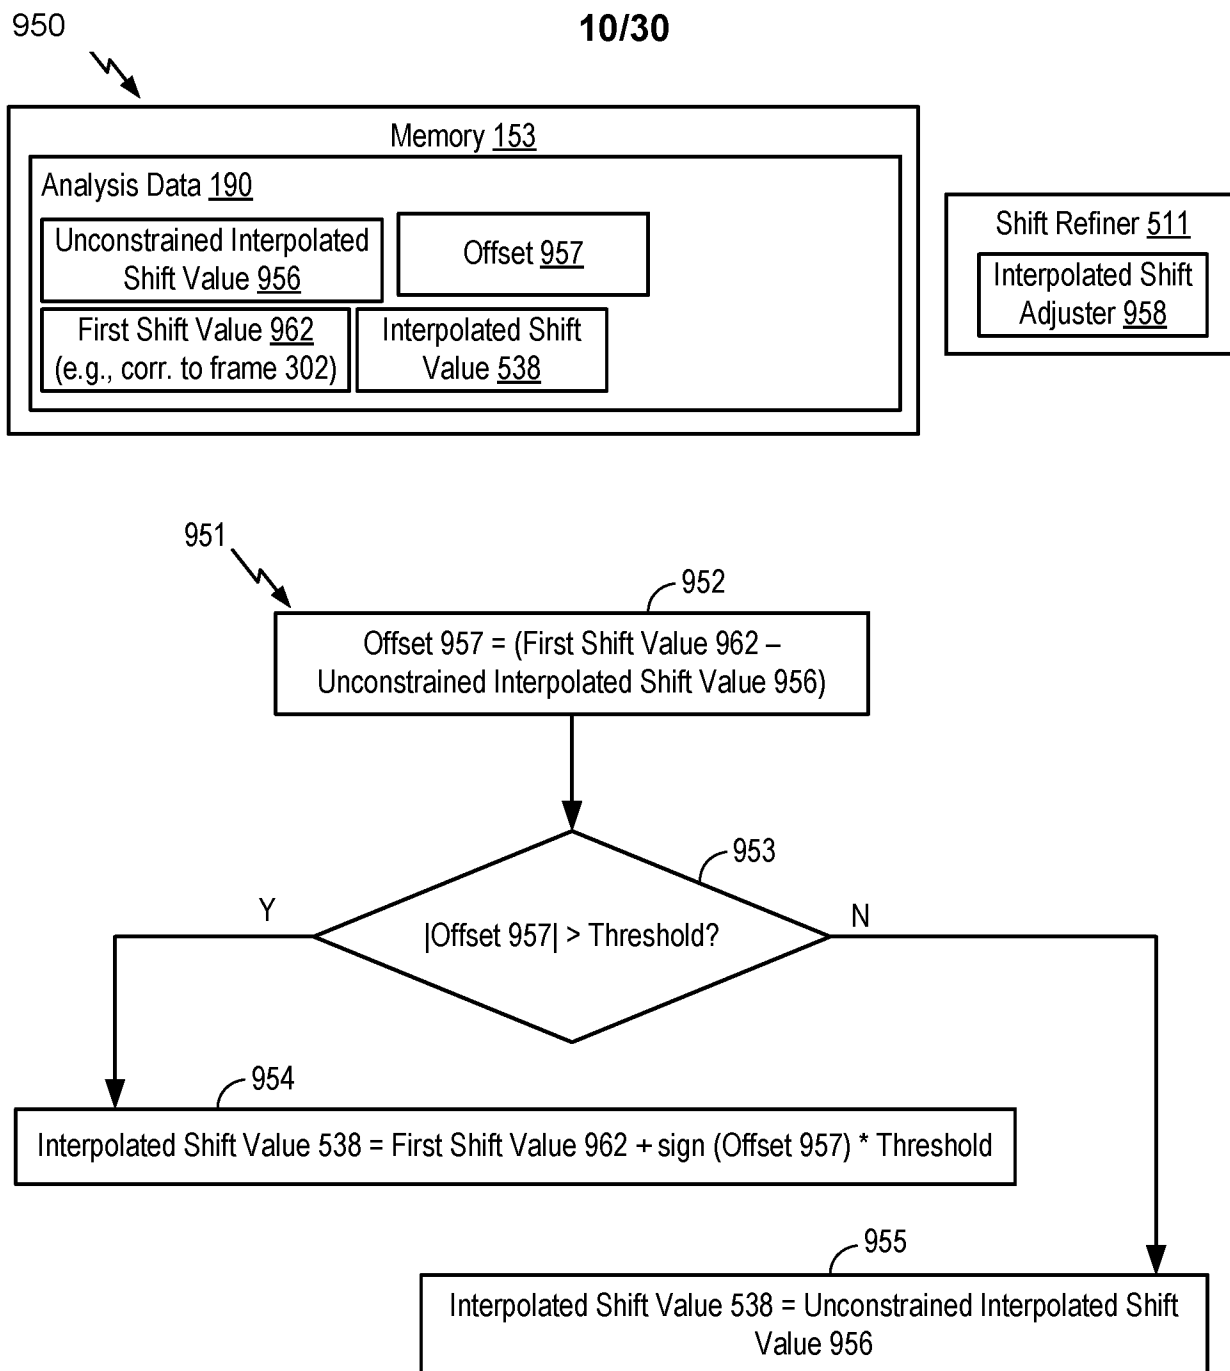 950
10/30
Memory 153
Analysis Data 190
Unconstrained Interpolated
Shift Value 956
Offset 957
First Shift Value 962
(e.g., corr. to frame 302)
Interpolated Shift
Value 538
Shift Refiner 511
Interpolated Shift
Adjuster 958
951
952
Offset 957 = (First Shift Value 962 –
Unconstrained Interpolated Shift Value 956)
953
|Offset 957| > Threshold?
Y
N
954
Interpolated Shift Value 538 = First Shift Value 962 + sign (Offset 957) * Threshold
955
Interpolated Shift Value 538 = Unconstrained Interpolated Shift
Value 956